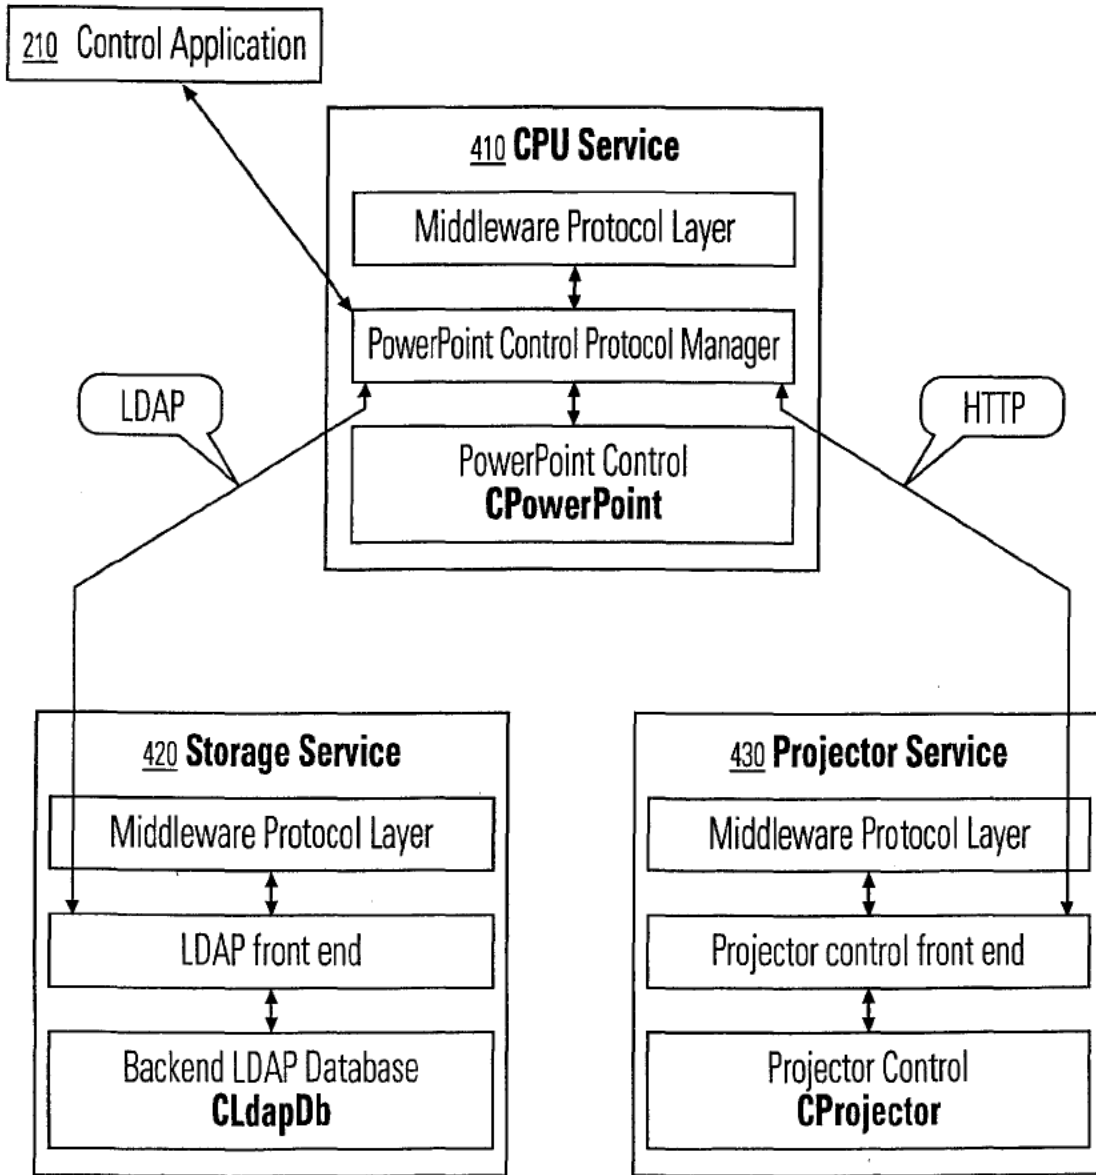 210 Control Application
410 CPU Service
Middleware Protocol Layer
PowerPoint Control Protocol Manager
LDAP
HTTP
PowerPoint Control
CPowerPoint
420 Storage Service
430 Projector Service
Middleware Protocol Layer
Middleware Protocol Layer
LDAP front end
Projector control front end
Backend LDAP Database
CLdapDb
Projector Control
CProjector